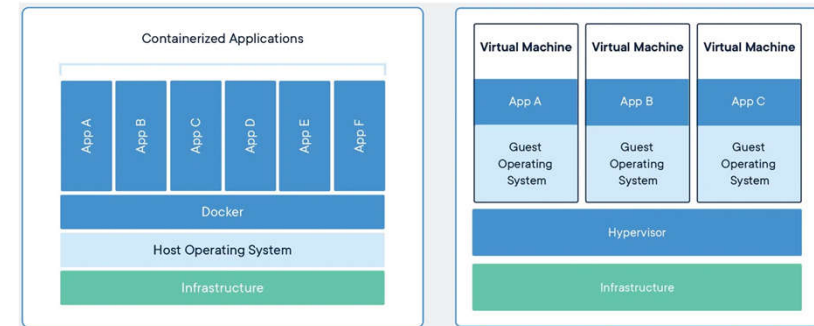 Containerized Applications
App A
App B
App C
App D
App E
App F
Docker
Host Operating System
Infrastructure
Virtual Machine
App A
Guest
Operating
System
Virtual Machine
App B
Guest
Operating
System
Virtual Machine
App C
Guest
Operating
System
Hypervisor
Infrastructure